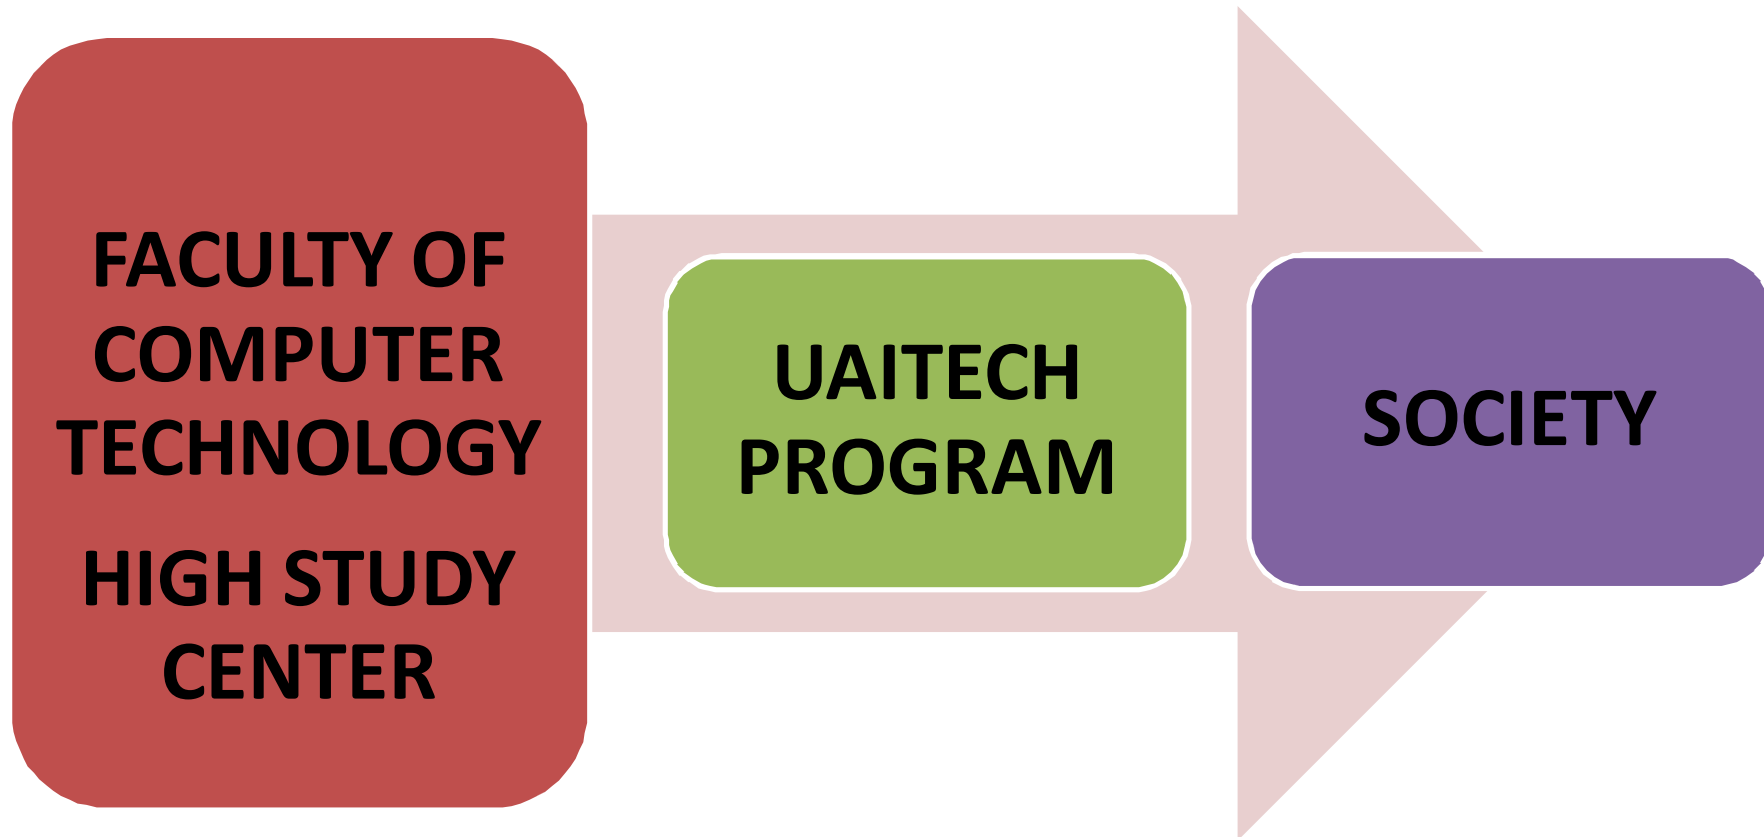 FACULTY OF
COMPUTER
TECHNOLOGY
HIGH STUDY
CENTER
UAITECH
PROGRAM
SOCIETY